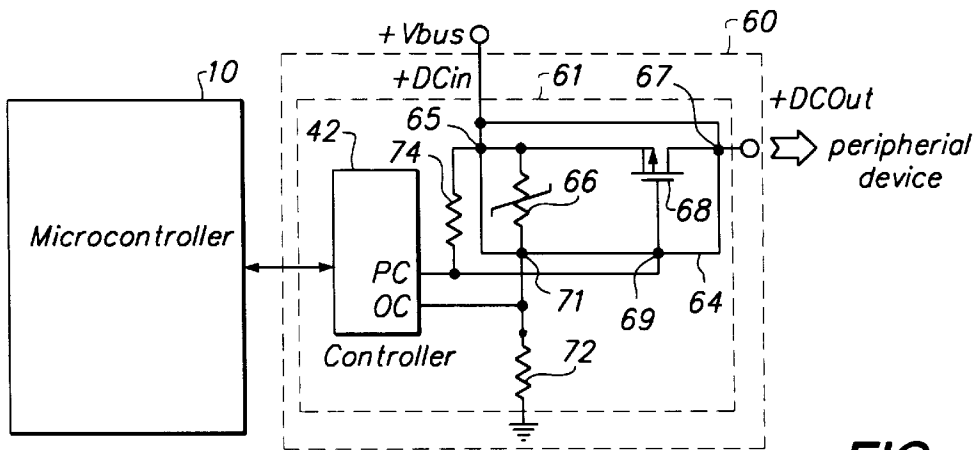 60
+Vbus
+DCin
61
67
10
+DCOut
42
65
74
66
peripherial
device
68
Microcontroller
PC
OC
71
69
64
Controller
72
FIG